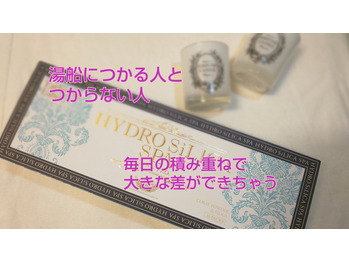 湯船につかる人と
つからない人
HYDRO SILICA
SPA
毎日の積み重ねで
大きな差ができちゃう